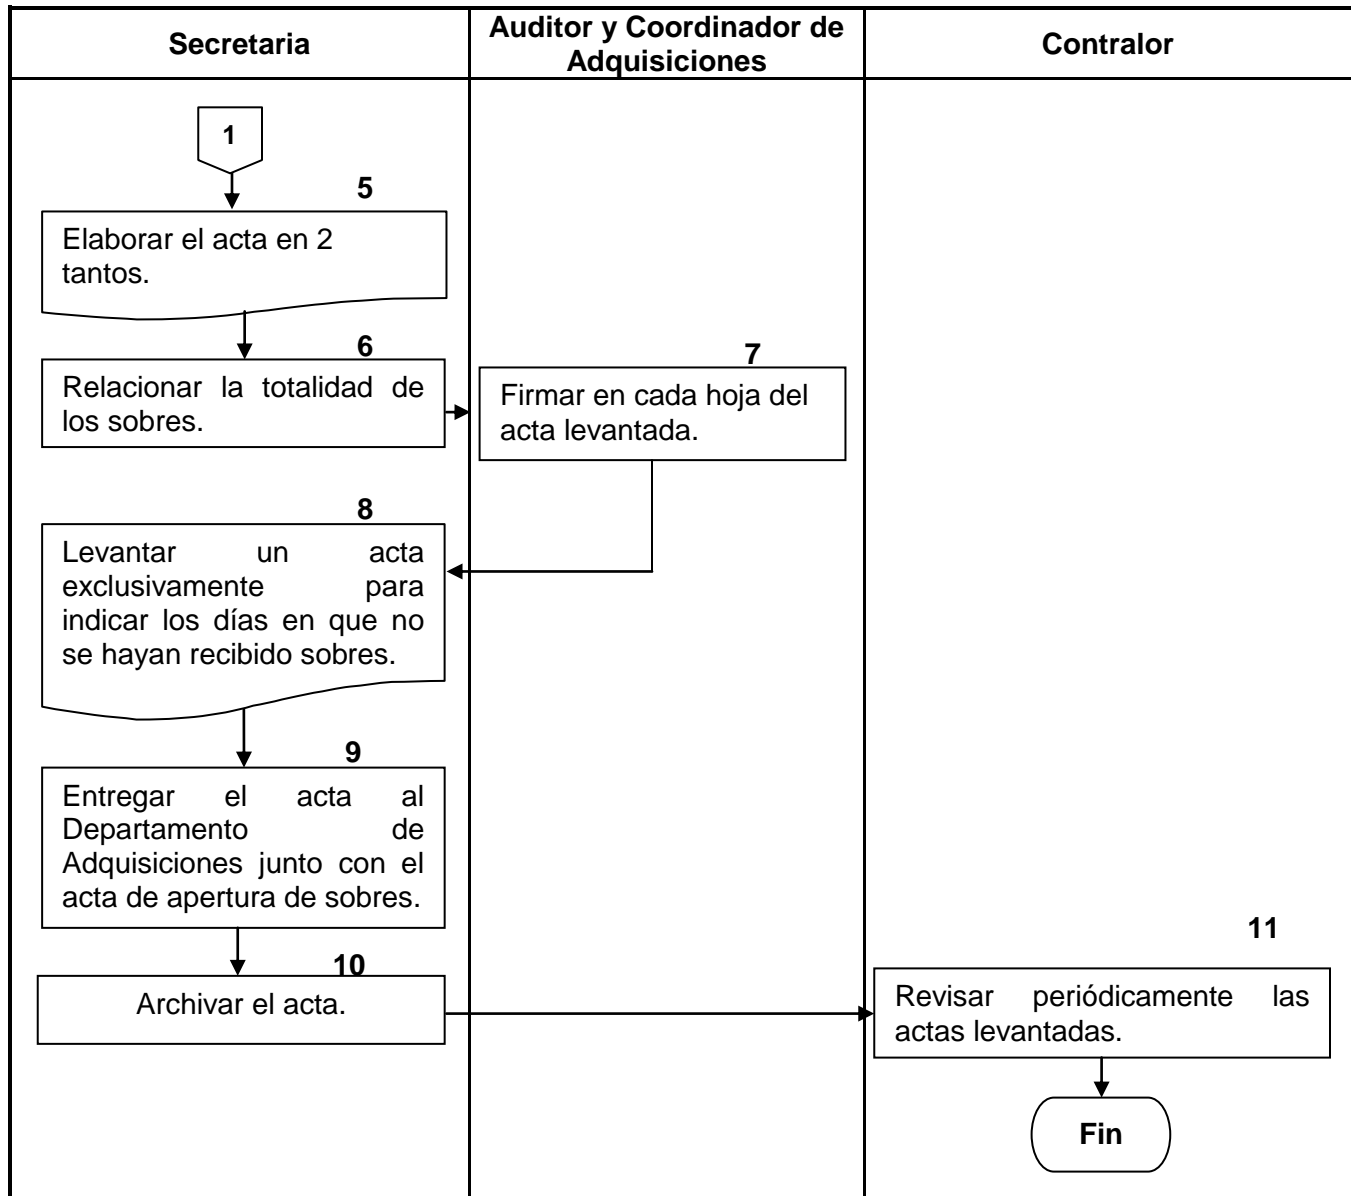 Secretaria
Auditor y Coordinador de
Adquisiciones
Contralor
1
5
Elaborar el acta en 2
tantos.
6
Relacionar la totalidad de
los sobres.
7
Firmar en cada hoja del
acta levantada.
8
Levantar un acta
exclusivamente para
indicar los días en que no
se hayan recibido sobres.
9
Entregar el acta al
Departamento de
Adquisiciones junto con el
acta de apertura de sobres.
10
Archivar el acta.
11
Revisar periódicamente las
actas levantadas.
Fin